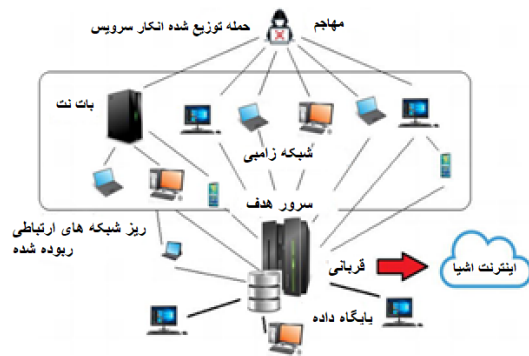 مهاجم
حمله توزیع شده انکار سرویس
بات نت
شبکه زامبی
سرور هدف
ریز شبکه های ارتباطی
ربوده شده
قربانی
اینترنت اشیا
پایگاه داده